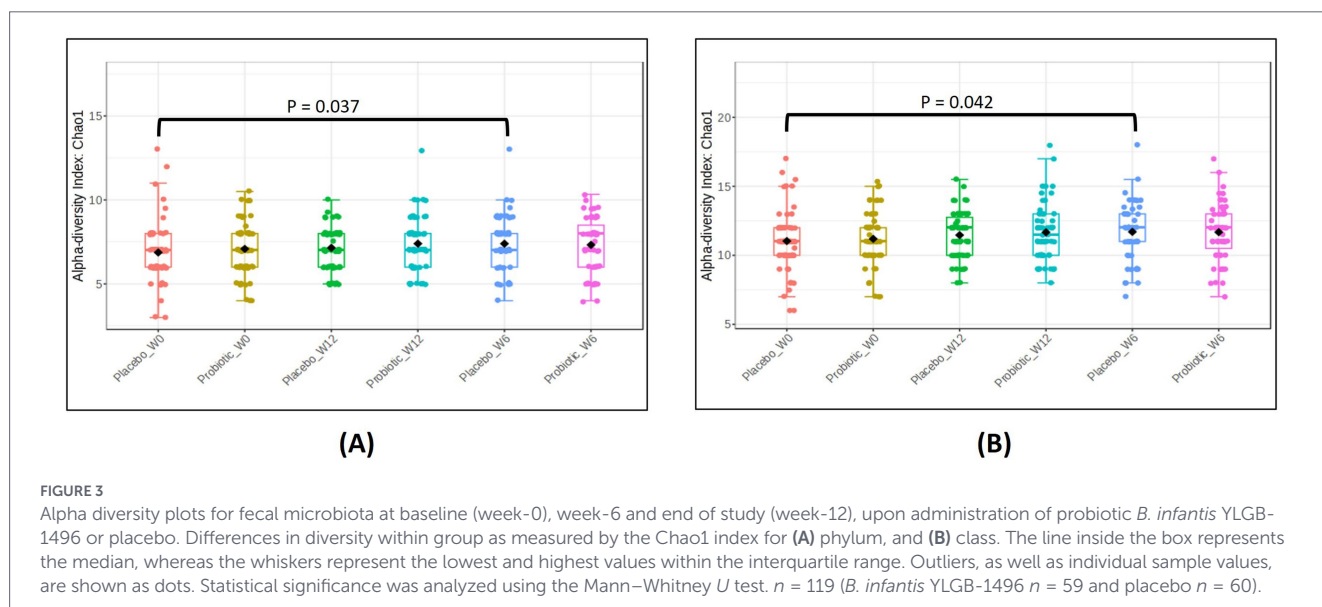 P = 0.037
Alpha-diversity Index: Chao1
15
10
5
Placebo_W0
Probiotic_W0
Placebo_W12
Probiotic_W12
Placebo_W6
Probiotic_W6
(A)
P = 0.042
Alpha-diversity Index: Chao1
20
15
10
5
Placebo_W0
Probiotic_W0
Placebo_W12
Probiotic_W12
Placebo_W6
Probiotic_W6
(B)
FIGURE 3
Alpha diversity plots for fecal microbiota at baseline (week-0), week-6 and end of study (week-12), upon administration of probiotic B. infantis YLGB-
1496 or placebo. Differences in diversity within group as measured by the Chao1 index for (A) phylum, and (B) class. The line inside the box represents
the median, whereas the whiskers represent the lowest and highest values within the interquartile range. Outliers, as well as individual sample values,
are shown as dots. Statistical significance was analyzed using the Mann–Whitney U test. n = 119 (B. infantis YLGB-1496 n = 59 and placebo n = 60).